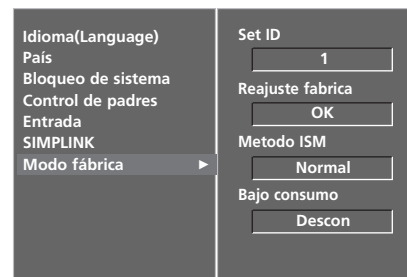 Idioma(Language)
País
Bloqueo de sistema
Control de padres
Entrada
SIMPLINK
Modo fábrica ►
Set ID
1
Reajuste fabrica
OK
Metodo ISM
Normal
Bajo consumo
Descon